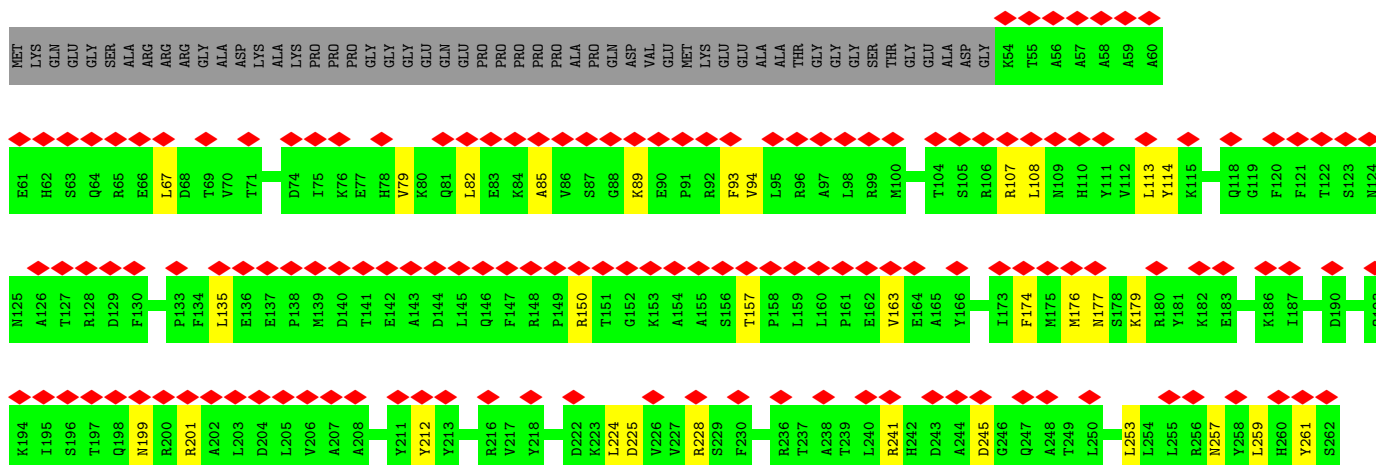 MET LYS GLN GLU GLY SER ALA ARG ARG ARG GLY ALA ASP LYS ALA LYS PRO PRO PRO GLY GLY GLY GLU GLN GLU PRO PRO PRO PRO PRO ALA PRO GLN ASP VAL GLU MET LYS GLU GLU ALA ALA THR GLY GLY GLY SER THR GLY GLU ALA ASP GLY K54 T55 A56 A57 A58 A59 A60
E61 H62 S63 Q64 R65 E66 L67 D68 T69 V70 T71 D74 I75 K76 E77 H78 V79 K80 Q81 L82 E83 K84 A85 V86 S87 G88 K89 E90 P91 R92 F93 V94 L95 R96 A97 L98 R99 M100 T104 S105 R106 R107 L108 N109 H110 Y111 V112 L113 Y114 K115 Q118 G119 F120 F121 T122 S123 N124
N125 A126 T127 R128 D129 F130 P133 F134 L135 E136 E137 P138 M139 D140 T141 E142 A143 D144 L145 Q146 F147 R148 P149 R150 T151 G152 K153 A154 A155 S156 T157 P158 L159 L160 P161 E162 V163 E164 A165 Y166 I173 F174 M175 M176 N177 S178 K179 R180 Y181 K182 E183 K186 I187 D190
K194 I195 S196 T197 Q198 N199 R200 R201 A202 L203 D204 L205 V206 A207 A208 Y211 Y212 Y213 R216 V217 Y218 D222 K223 L224 D225 V226 V227 R228 S229 F230 R236 T237 A238 T239 L240 R241 H242 D243 A244 D245 G246 Q247 A248 T249 L250 L253 L254 L255 R256 N257 Y258 L259 H260 Y261 S262